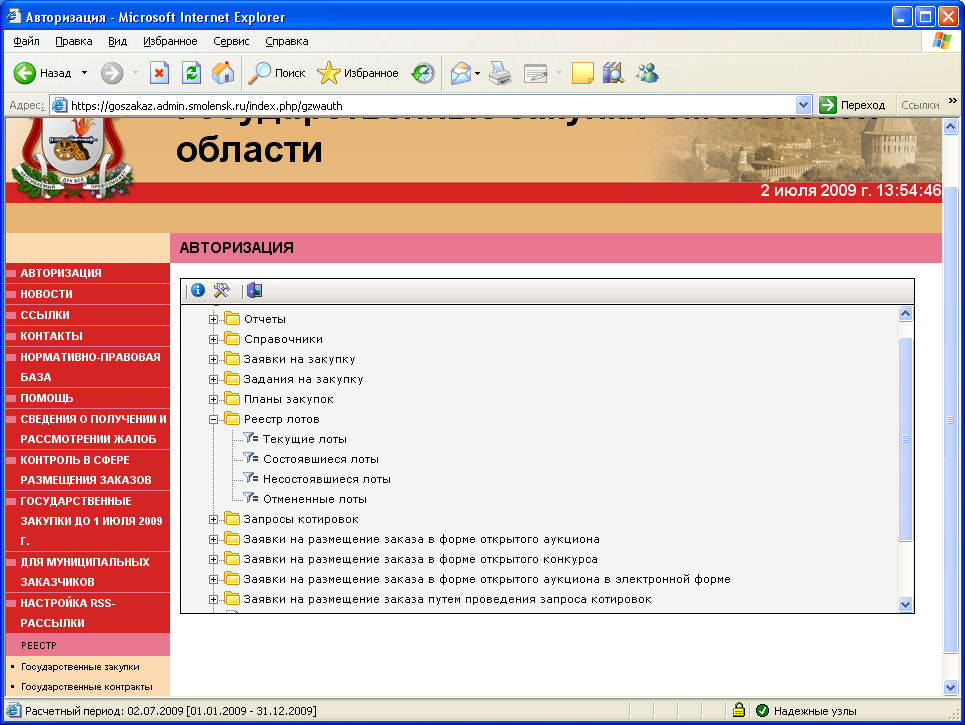 Авторизация - Microsoft Internet Explorer
Файл Правка Вид Избранное Сервис Справка
Назад Поиск Избранное
Адрес: https://goszakaz.admin.smolensk.ru/index.php/gzwauth Переход Ссылки »
области
2 июля 2009 г. 13:54:46
АВТОРИЗАЦИЯ
АВТОРИЗАЦИЯ
НОВОСТИ
ССЫЛКИ
КОНТАКТЫ
НОРМАТИВНО-ПРАВОВАЯ
БАЗА
ПОМОЩЬ
СВЕДЕНИЯ О ПОЛУЧЕНИИ И
РАССМОТРЕНИИ ЖАЛОБ
КОНТРОЛЬ В СФЕРЕ
РАЗМЕЩЕНИЯ ЗАКАЗОВ
ГОСУДАРСТВЕННЫЕ
ЗАКУПКИ ДО 1 ИЮЛЯ 2009
Г.
ДЛЯ МУНИЦИПАЛЬНЫХ
ЗАКАЗЧИКОВ
НАСТРОЙКА RSS-
РАССЫЛКИ
РЕЕСТР
Государственные закупки
Государственные контракты
Отчеты
Справочники
Заявки на закупку
Задания на закупку
Планы закупок
Реестр лотов
Текущие лоты
Состоявшиеся лоты
Несостоявшиеся лоты
Отмененные лоты
Запросы котировок
Заявки на размещение заказа в форме открытого аукциона
Заявки на размещение заказа в форме открытого конкурса
Заявки на размещение заказа в форме открытого аукциона в электронной форме
Заявки на размещение заказа путем проведения запроса котировок
Расчетный период: 02.07.2009 [01.01.2009 - 31.12.2009] Надежные узлы